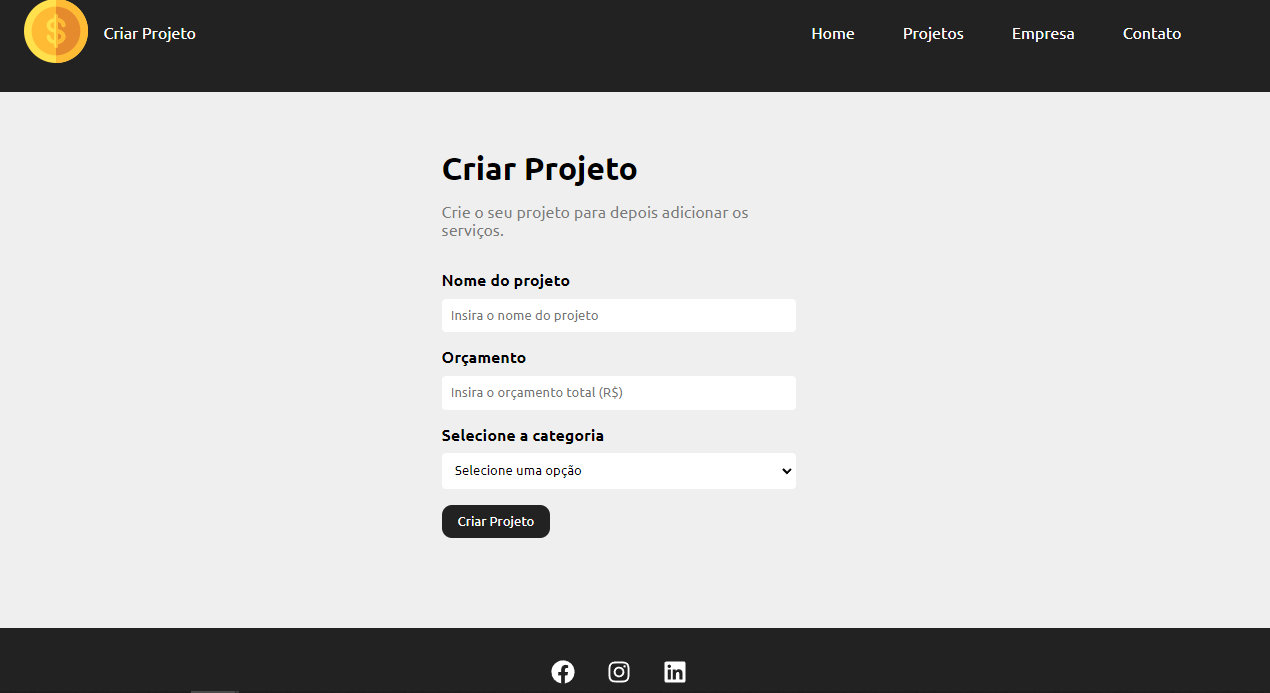 Criar Projeto
Home
Projetos
Empresa
Contato
Criar Projeto
Crie o seu projeto para depois adicionar os
serviços.
Nome do projeto
Insira o nome do projeto
Orçamento
Insira o orçamento total (R$)
Selecione a categoria
Selecione uma opção
Criar Projeto